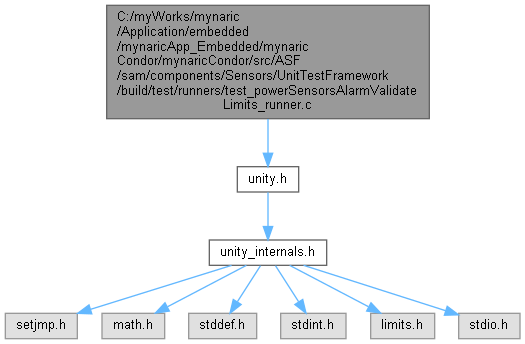 C:/myWorks/mynaric
/Application/embedded
/mynaricApp_Embedded/mynaric
Condor/mynaricCondor/src/ASF
/sam/components/Sensors/UnitTestFramework
/build/test/runners/test_powerSensorsAlarmValidate
Limits_runner.c
unity.h
unity_internals.h
setjmp.h
math.h
stddef.h
stdint.h
limits.h
stdio.h